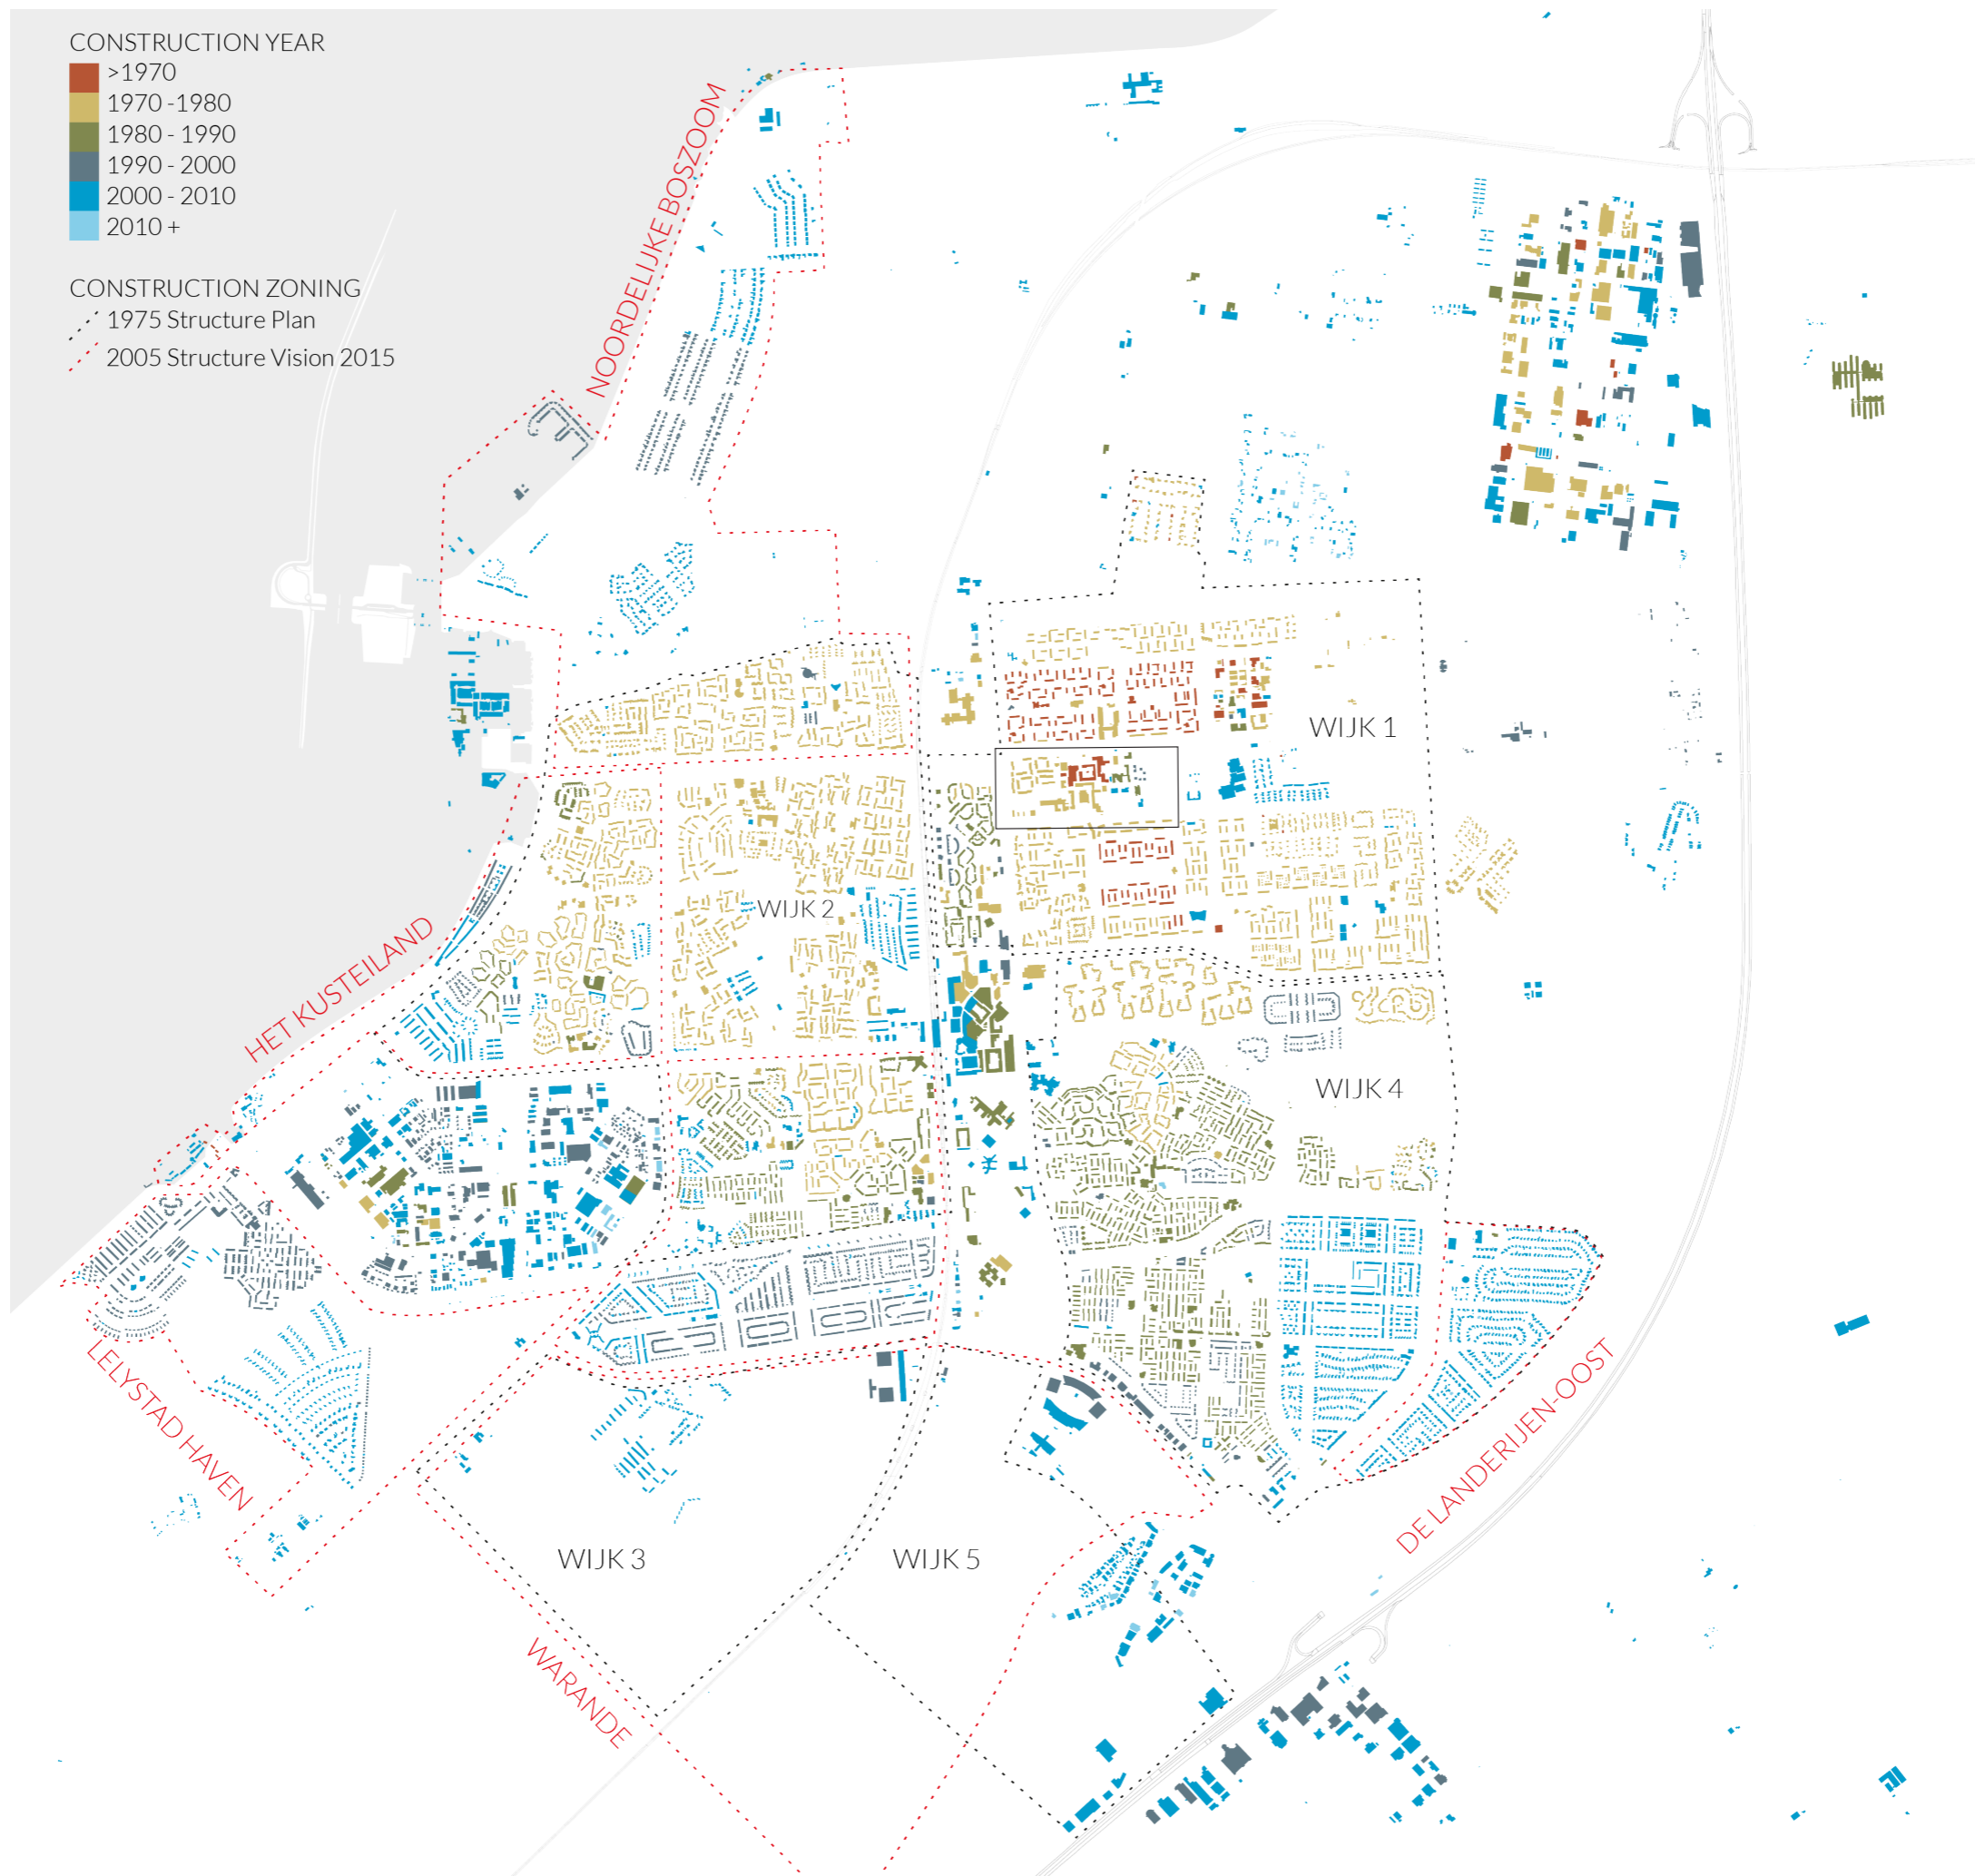 CONSTRUCTION YEAR
>1970
1970 -1980
1980 - 1990
1990 - 2000
2000 - 2010
2010 +
CONSTRUCTION ZONING
1975 Structure Plan
2005 Structure Vision 2015
NOORDELIJKE BOSZOOM
WIJK 1
WIJK 2
HET KUSTEILAND
WIJK 4
LELYSTAD HAVEN
DE LANDERIJEN-OOST
WIJK 3
WIJK 5
WARANDE